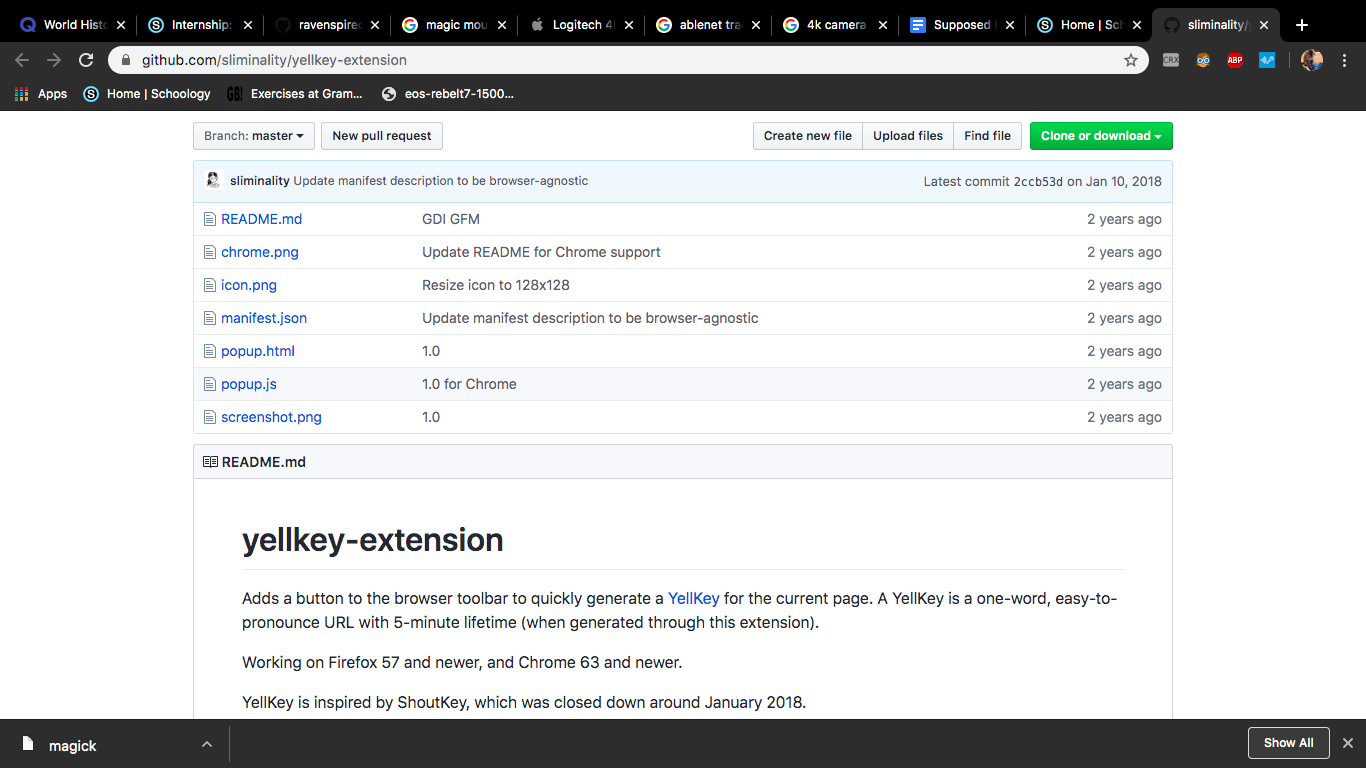 World Histo Internship: ravenspired magic mou Logitech 4 ablenet tra 4k camera Supposed Home | Sch sliminality/y
github.com/sliminality/yellkey-extension CRX ABP
Apps Home | Schoology GB! Exercises at Gram... eos-rebelt7-1500...
Branch: master New pull request Create new file Upload files Find file Clone or download
sliminality Update manifest description to be browser-agnostic Latest commit 2ccb53d on Jan 10, 2018
README.md GDI GFM 2 years ago
chrome.png Update README for Chrome support 2 years ago
icon.png Resize icon to 128x128 2 years ago
manifest.json Update manifest description to be browser-agnostic 2 years ago
popup.html 1.0 2 years ago
popup.js 1.0 for Chrome 2 years ago
screenshot.png 1.0 2 years ago
README.md
yellkey-extension
Adds a button to the browser toolbar to quickly generate a YellKey for the current page. A YellKey is a one-word, easy-to-
pronounce URL with 5-minute lifetime (when generated through this extension).
Working on Firefox 57 and newer, and Chrome 63 and newer.
YellKey is inspired by ShoutKey, which was closed down around January 2018.
magick Show All